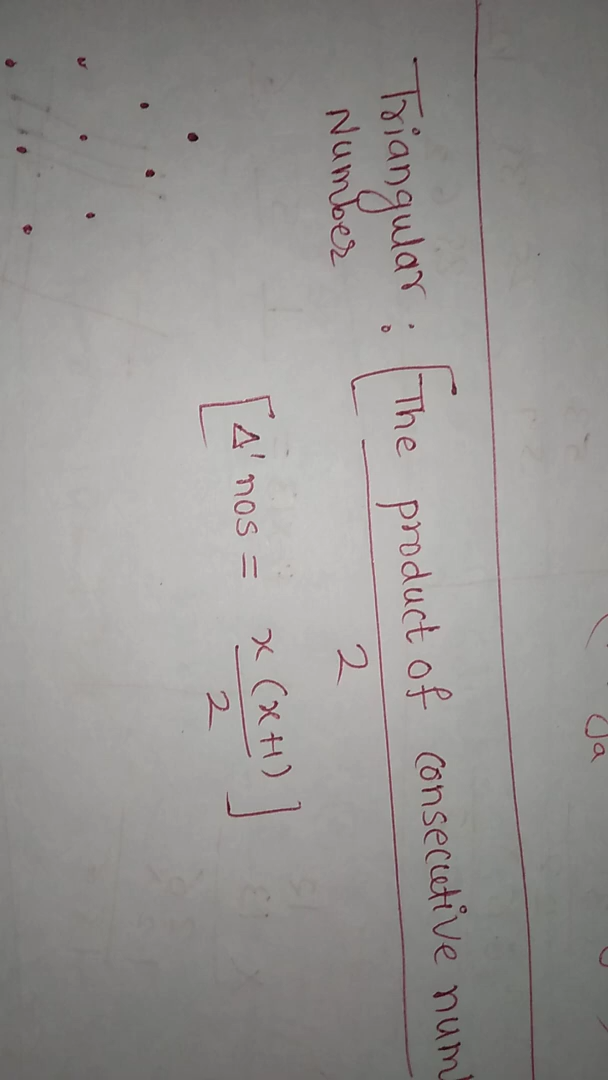 Triangular : [The product of consecutive num
Number
2
[Δ' nos = x(x+1)
2 ]